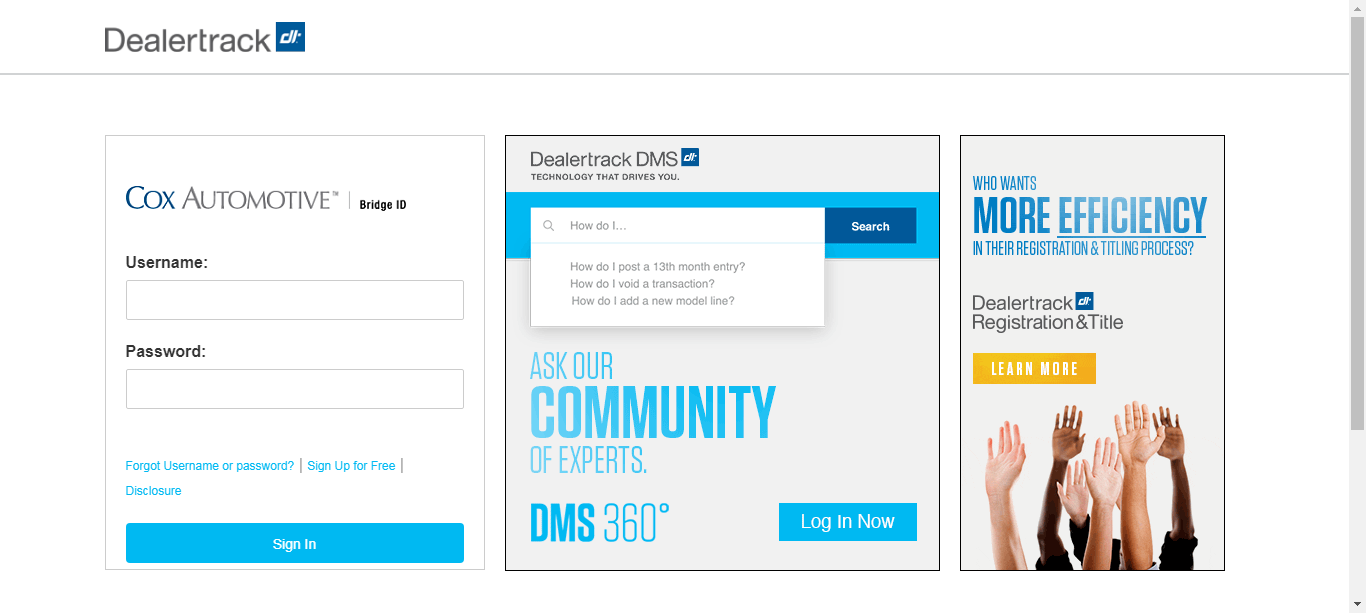 Dealertrack dt
COX AUTOMOTIVE™ | Bridge ID
Username:
Password:
Forgot Username or password? | Sign Up for Free |
Disclosure
Sign In
Dealertrack DMS dt
TECHNOLOGY THAT DRIVES YOU.
How do I...
Search
How do I post a 13th month entry?
How do I void a transaction?
How do I add a new model line?
ASK OUR
COMMUNITY
OF EXPERTS.
DMS 360°
Log In Now
WHO WANTS
MORE EFFICIENCY
IN THEIR REGISTRATION & TITLING PROCESS?
Dealertrack dt
Registration & Title
LEARN MORE